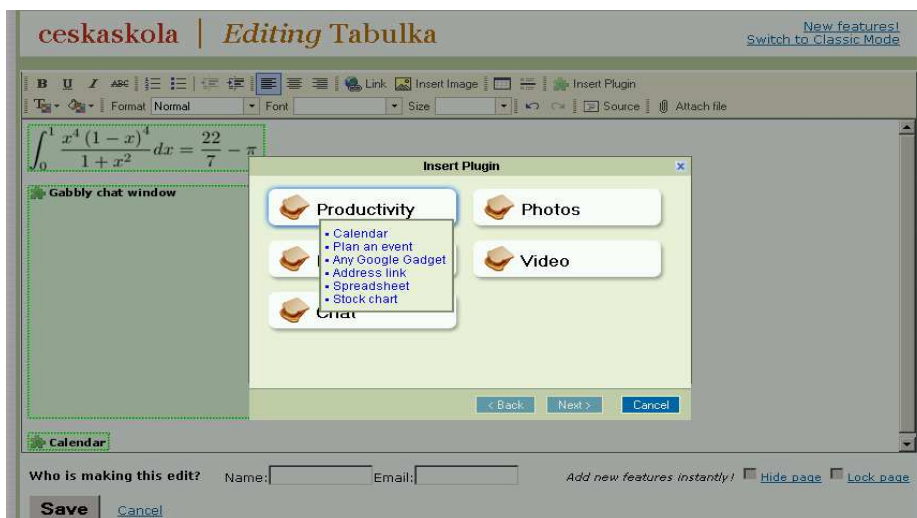 ceskaskola | Editing Tabulka
New features!
Switch to Classic Mode
B U I ABC Link Insert Image Insert Plugin
T Format Normal Font Size Source Attach file
∫₀¹ x⁴ (1 − x)⁴ / 1 + x² dx = 22/7 − π
Insert Plugin x
Gabbly chat window
Productivity Photos
• Calendar
• Plan an event
• Any Google Gadget
• Address link
• Spreadsheet
• Stock chart
Video
Chat
< Back Next > Cancel
Calendar
Who is making this edit? Name: Email: Add new features instantly! Hide page Lock page
Save Cancel